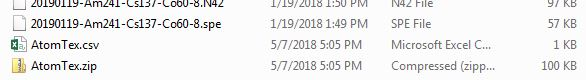 20190119-Am241-Cs137-Co60-8.N42 1/19/2018 1:50 PM N42 File 97 KB
20190119-Am241-Cs137-Co60-8.spe 1/19/2018 1:49 PM SPE File 57 KB
AtomTex.csv 5/7/2018 5:05 PM Microsoft Excel C... 1 KB
AtomTex.zip 5/7/2018 5:05 PM Compressed (zipp... 100 KB